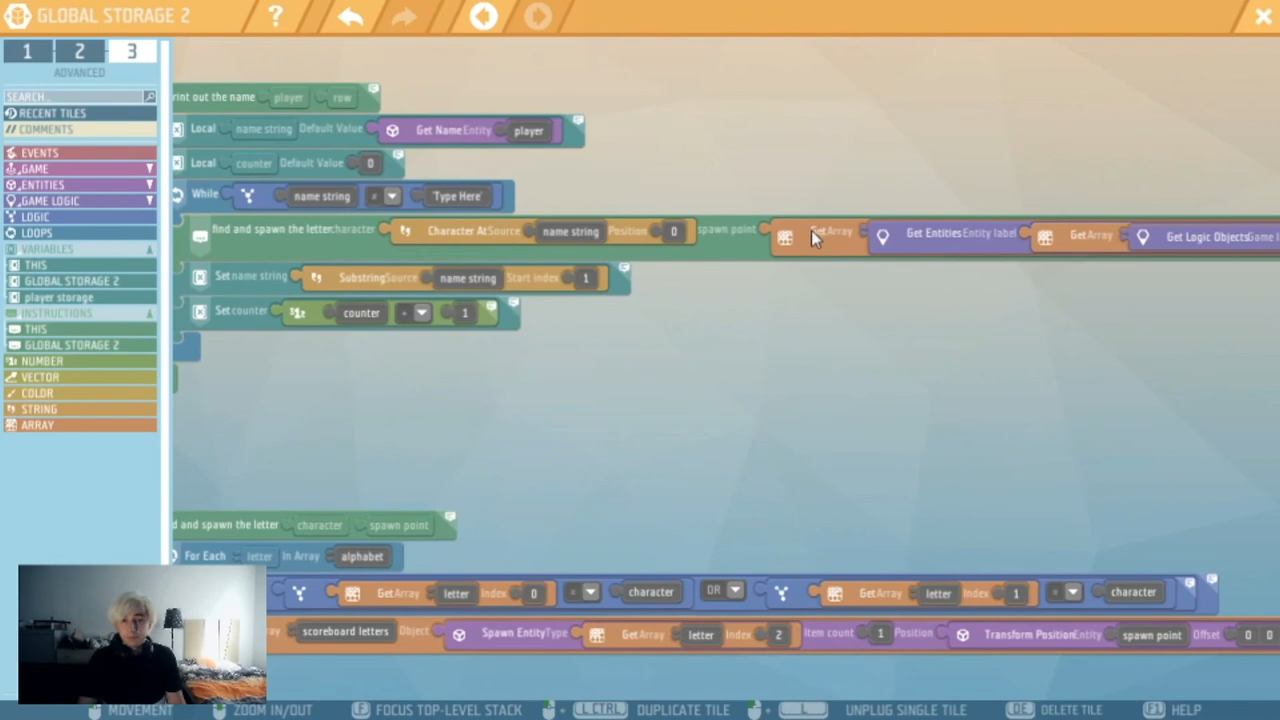 GLOBAL STORAGE 2 ?
1 2 3
ADVANCED
SEARCH...
RECENT TILES
// COMMENTS
EVENTS
GAME
ENTITIES
GAME LOGIC
LOGIC
LOOPS
VARIABLES
THIS
GLOBAL STORAGE 2
player storage
INSTRUCTIONS
THIS
GLOBAL STORAGE 2
NUMBER
VECTOR
COLOR
STRING
ARRAY
rint out the name player row
Local name string Default Value Get Name Entity player
Local counter Default Value 0
While name string ≠ 'Type Here'
find and spawn the letter character Character At Source name string Position 0 spawn point Get Array Get Entities Entity label Get Array Get Logic Objects Game l
Set name string Substring Source name string Start index 1
Set counter counter 1
d and spawn the letter character spawn point
For Each letter In Array alphabet
Get Array letter Index 0 = character OR Get Array letter Index 1 = character
ray scoreboard letters Object Spawn Entity Type Get Array letter Index 2 Item count 1 Position Transform Position Entity spawn point Offset 0 0
MOVEMENT ZOOM IN/OUT F FOCUS TOP-LEVEL STACK + L CTRL DUPLICATE TILE + L UNPLUG SINGLE TILE DE DELETE TILE F1 HELP